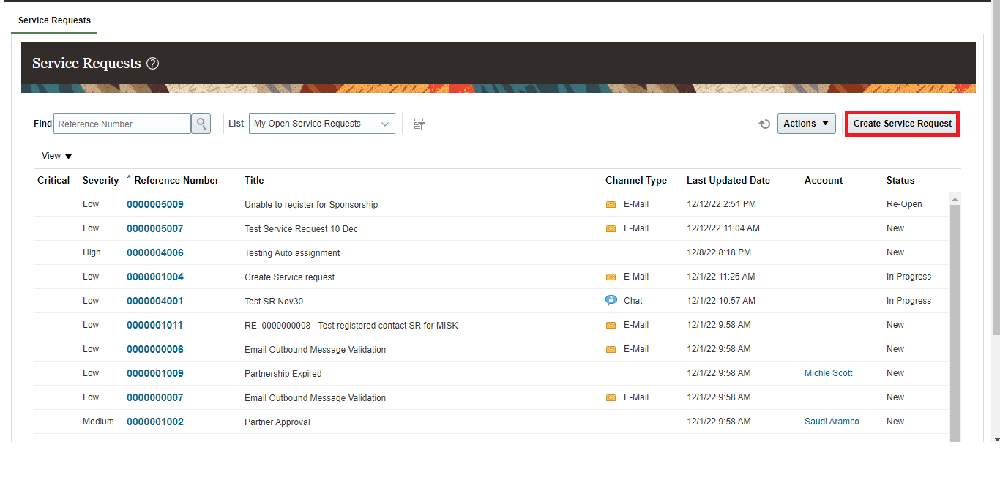 Service Requests
Service Requests ?
Find Reference Number List My Open Service Requests Actions Create Service Request
View
Critical Severity * Reference Number Title Channel Type Last Updated Date Account Status
Low 0000005009 Unable to register for Sponsorship E-Mail 12/12/22 2:51 PM Re-Open
Low 0000005007 Test Service Request 10 Dec E-Mail 12/12/22 11:04 AM New
High 0000004006 Testing Auto assignment 12/8/22 8:18 PM New
Low 0000001004 Create Service request E-Mail 12/1/22 11:26 AM In Progress
Low 0000004001 Test SR Nov30 Chat 12/1/22 10:57 AM In Progress
Low 0000001011 RE: 0000000008 - Test registered contact SR for MISK E-Mail 12/1/22 9:58 AM New
Low 0000000006 Email Outbound Message Validation E-Mail 12/1/22 9:58 AM New
Low 0000001009 Partnership Expired 12/1/22 9:58 AM Michle Scott New
Low 0000000007 Email Outbound Message Validation E-Mail 12/1/22 9:58 AM New
Medium 0000001002 Partner Approval 12/1/22 9:58 AM Saudi Aramco New